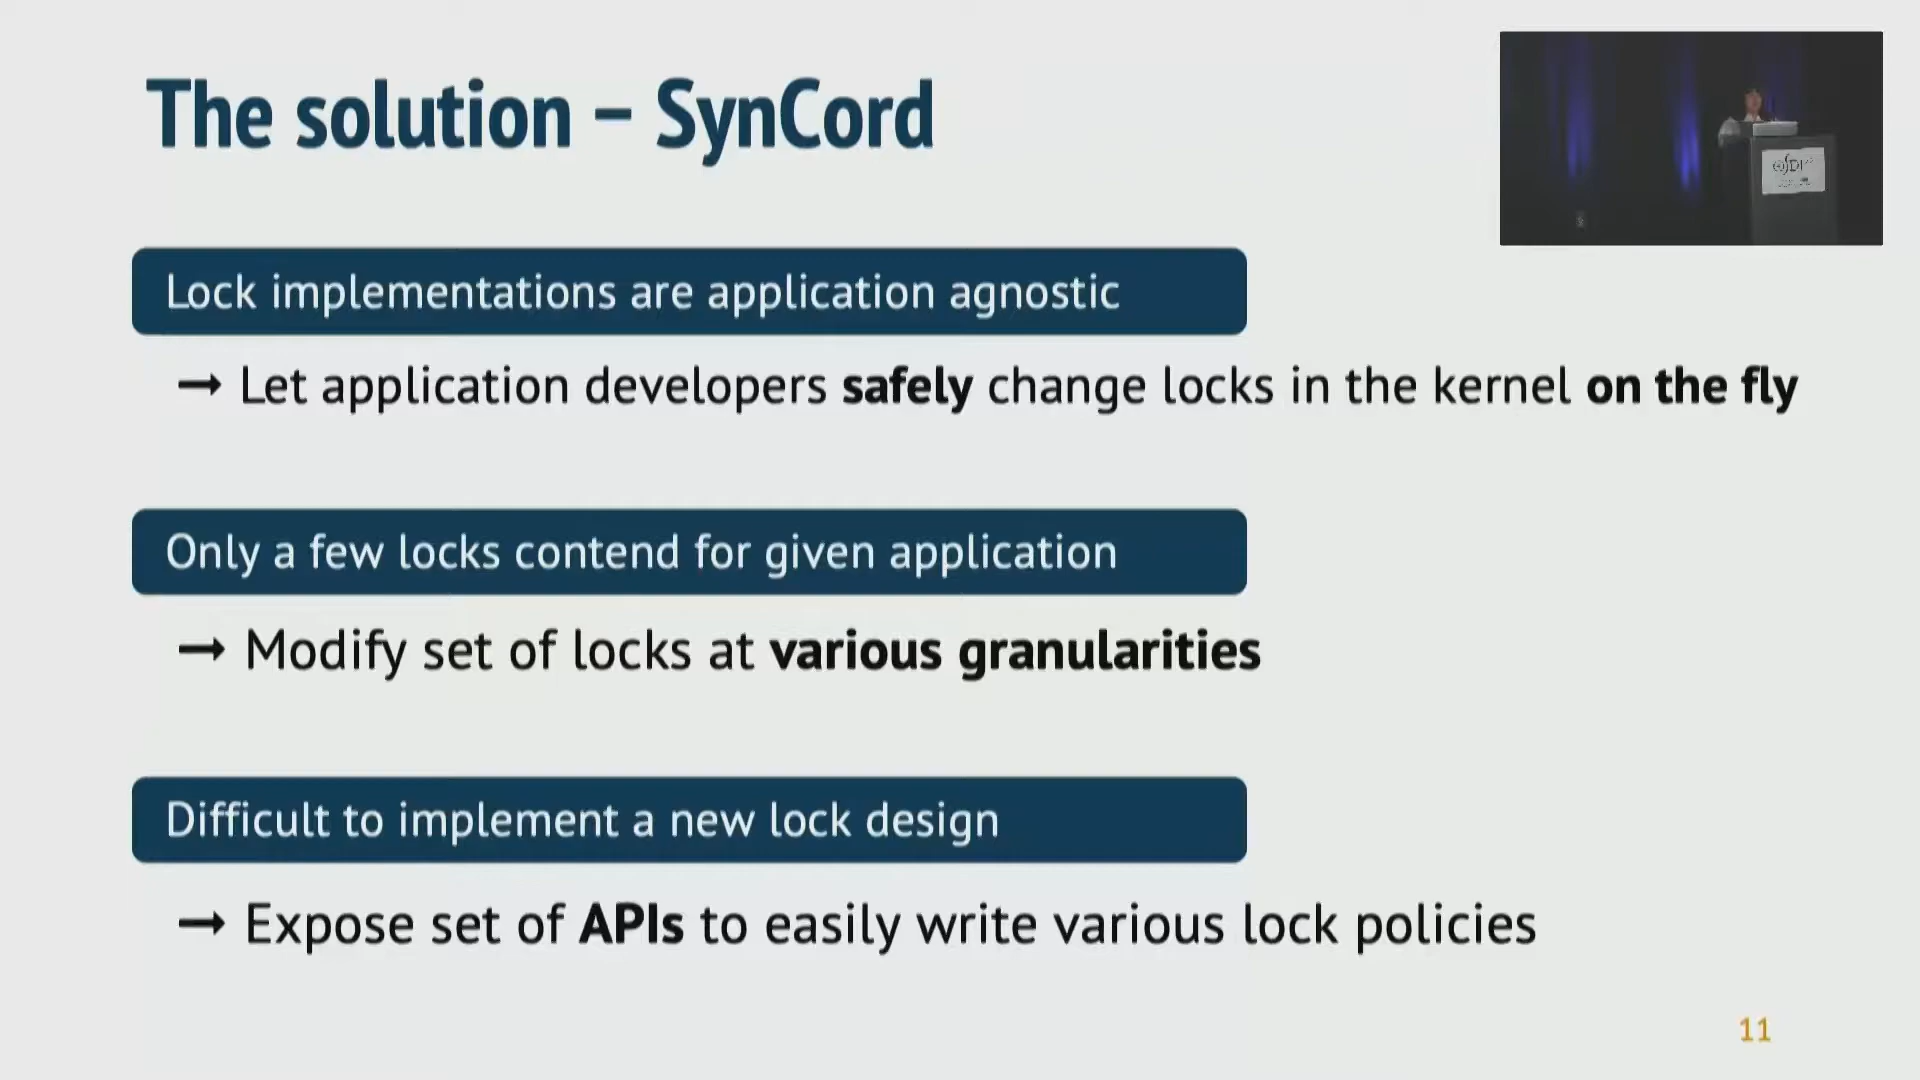 The solution – SynCord
Lock implementations are application agnostic
→ Let application developers safely change locks in the kernel on the fly
Only a few locks contend for given application
→ Modify set of locks at various granularities
Difficult to implement a new lock design
→ Expose set of APIs to easily write various lock policies
11